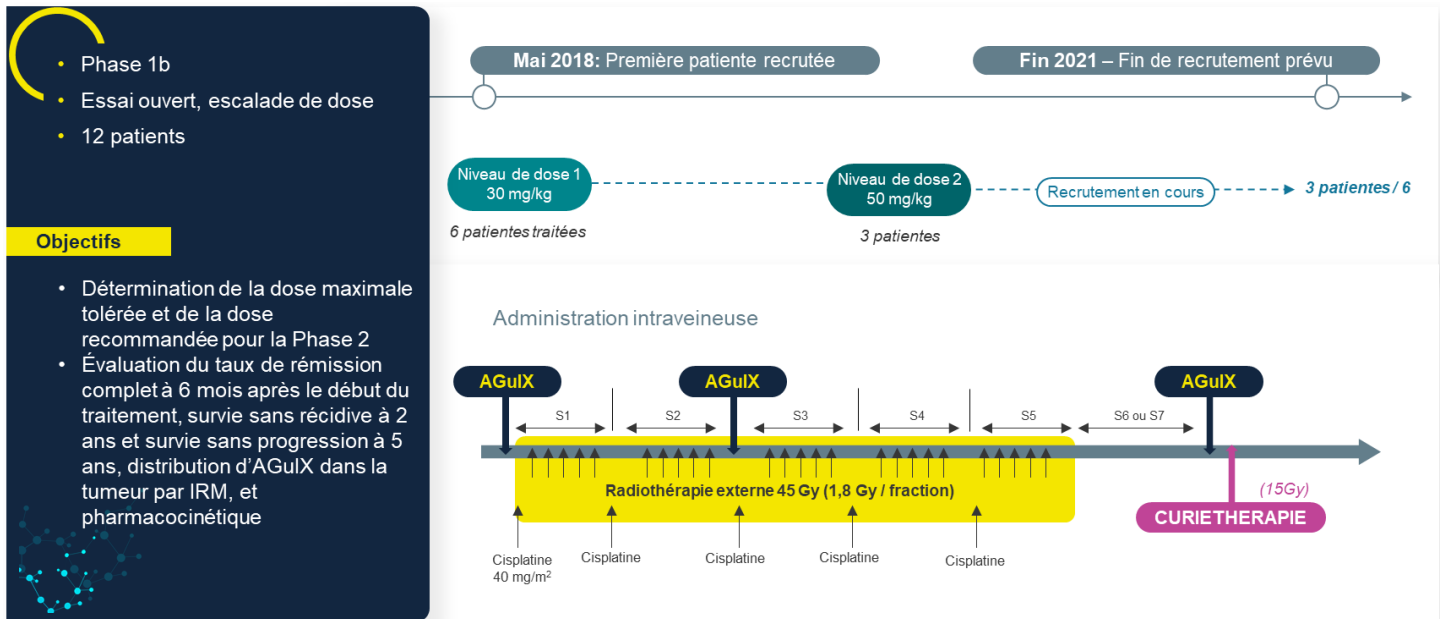 • Phase 1b
• Essai ouvert, escalade de dose
• 12 patients
Objectifs
• Détermination de la dose maximale
tolérée et de la dose
recommandée pour la Phase 2
• Évaluation du taux de rémission
complet à 6 mois après le début du
traitement, survie sans récidive à 2
ans et survie sans progression à 5
ans, distribution d'AGuIX dans la
tumeur par IRM, et
pharmacocinétique
Mai 2018: Première patiente recrutée
Fin 2021 – Fin de recrutement prévu
Niveau de dose 1
30 mg/kg
6 patientes traitées
Niveau de dose 2
50 mg/kg
3 patientes
Recrutement en cours
3 patientes / 6
Administration intraveineuse
AGuIX
AGuIX
AGuIX
S1
S2
S3
S4
S5
S6 ou S7
Radiothérapie externe 45 Gy (1,8 Gy / fraction)
(15Gy)
CURIETHERAPIE
Cisplatine
40 mg/m²
Cisplatine
Cisplatine
Cisplatine
Cisplatine